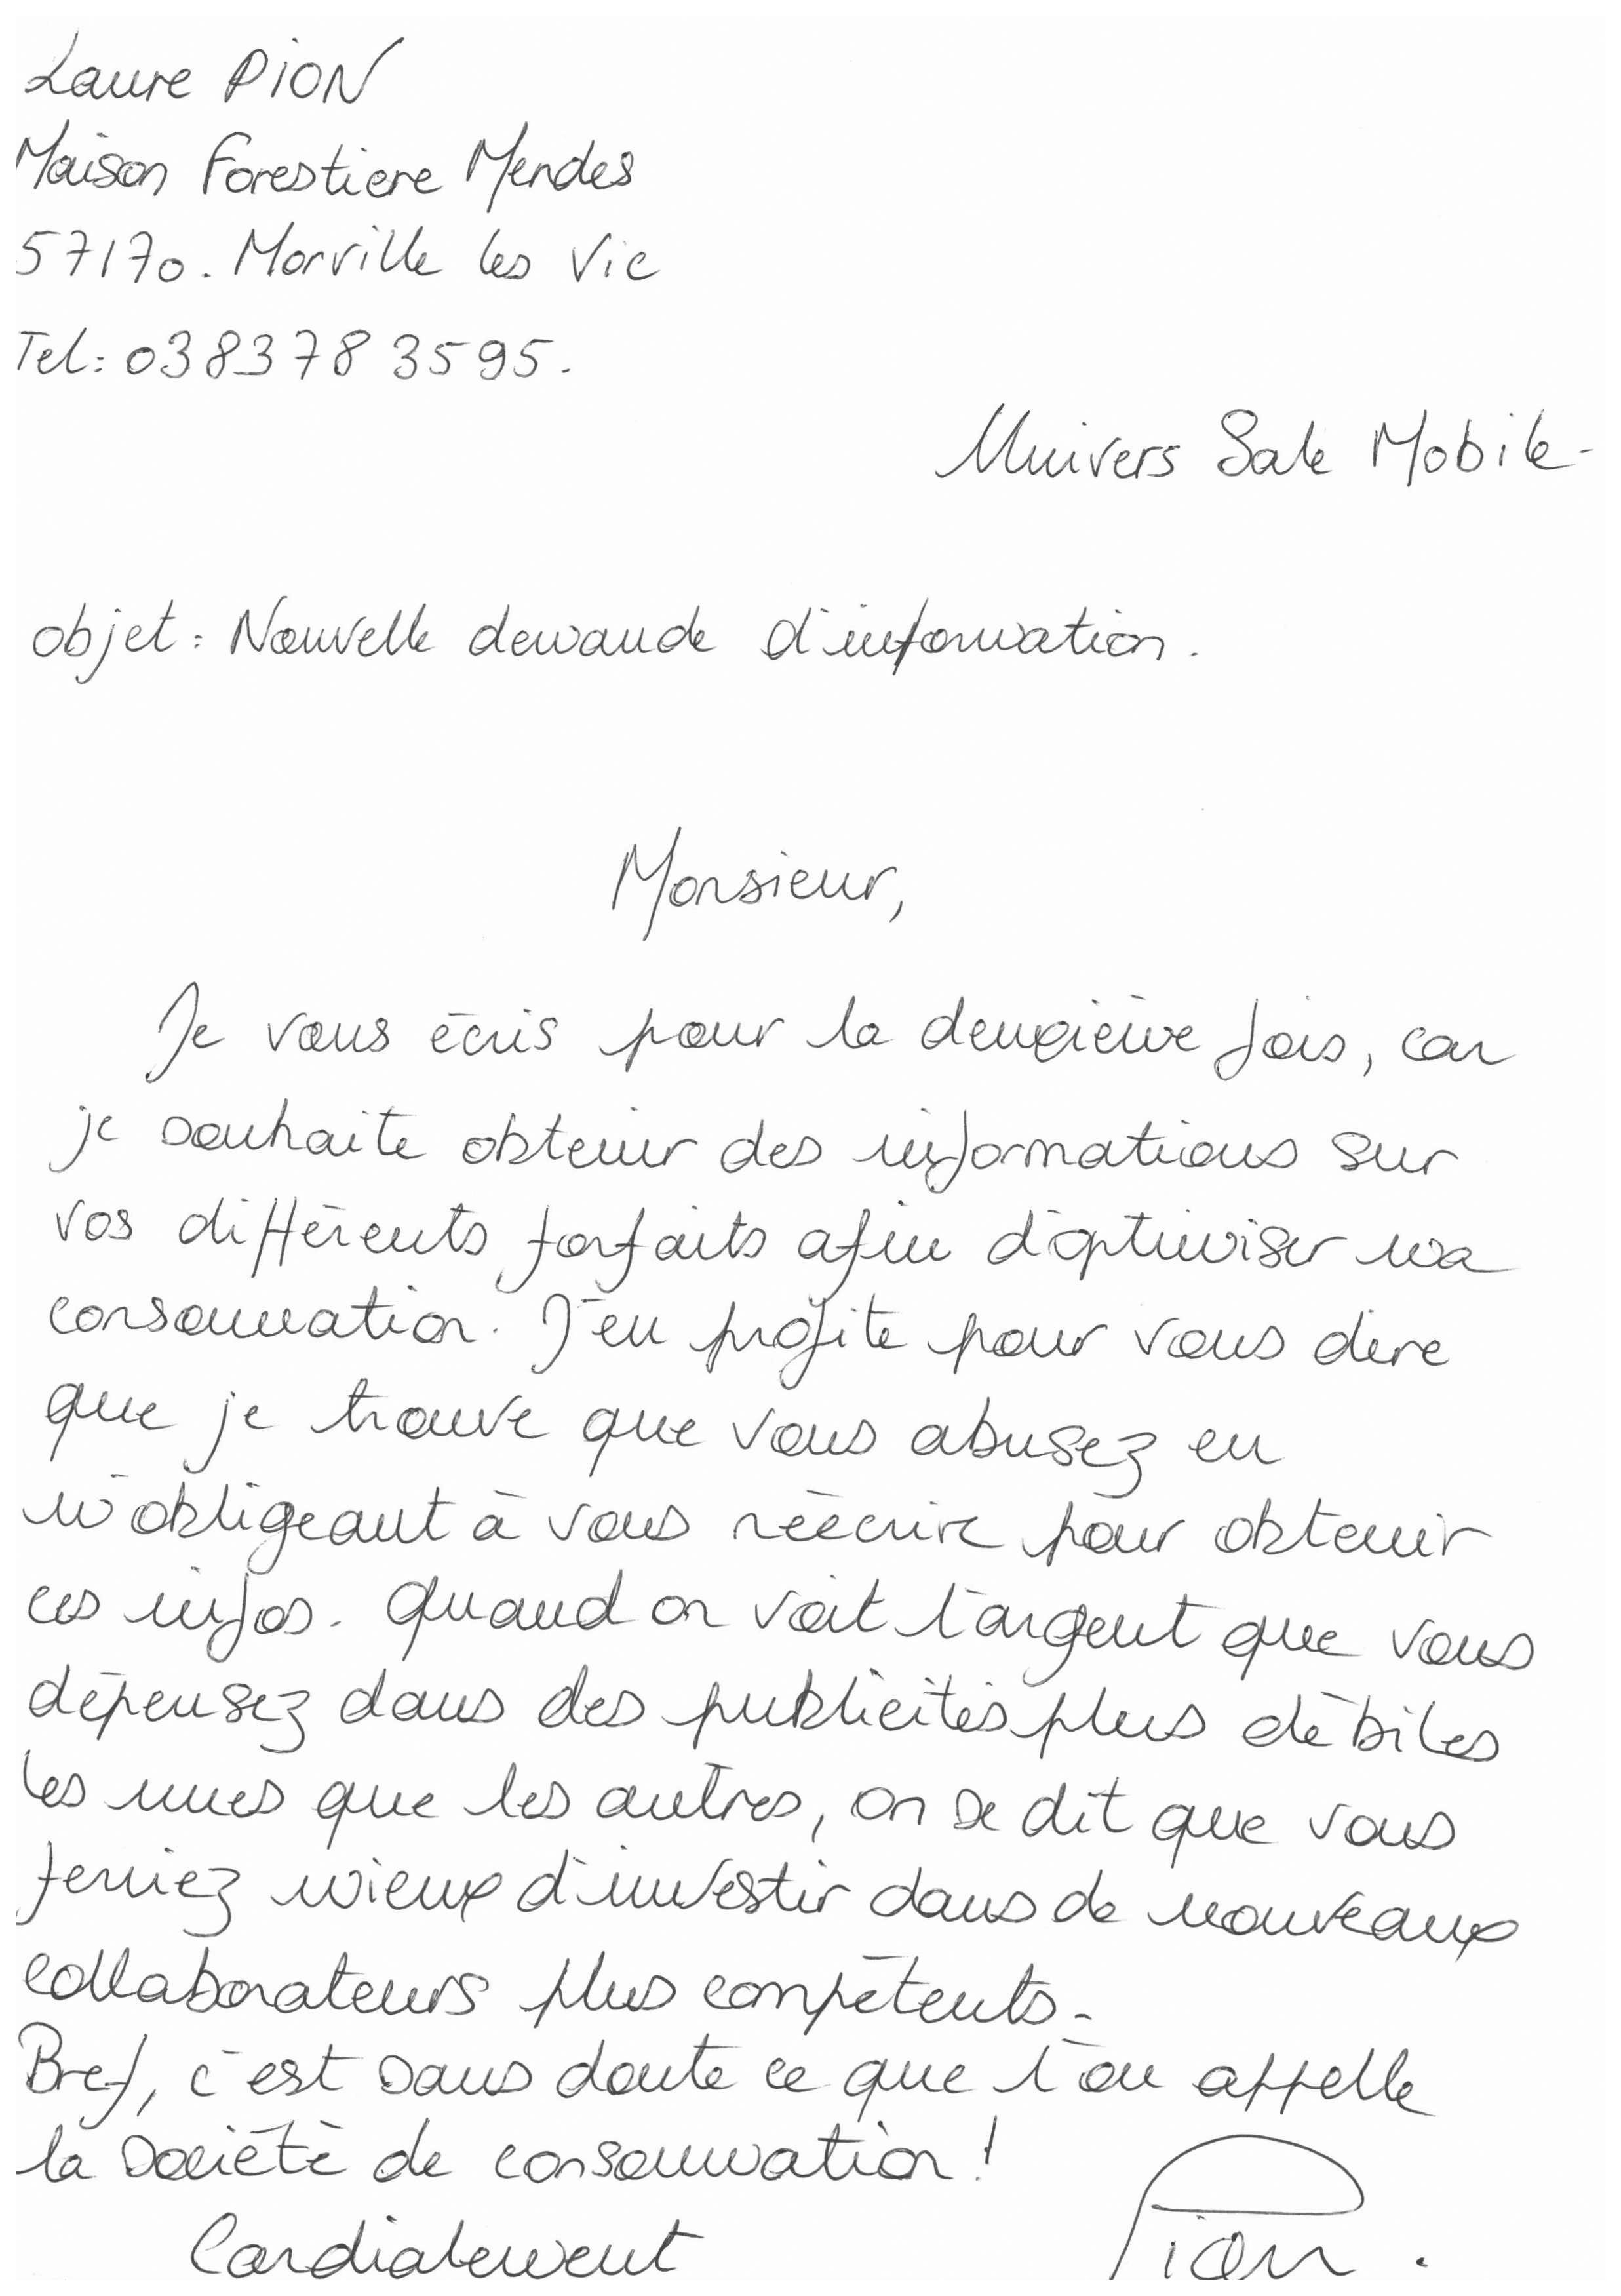 Laure PION
Maison Forestiere Mendes
57170. Morville les Vic
Tel: 0383783595.
Univers Sale Mobile-
objet: Nouvelle demande d'information.
Monsieur,
Je vous écris pour la deuxième fois, car
je souhaite obtenir des informations sur
vos différents forfaits afin d'optimiser ma
consommation. J'en profite pour vous dire
que je trouve que vous abusez en
m'obligeant à vous réécrire pour obtenir
ces infos. Quand on voit l'argent que vous
dépensez dans des publicités plus débiles
les unes que les autres, on se dit que vous
feriez mieux d'investir dans de nouveaux
collaborateurs plus compétents.
Bref, c'est sans doute ce que l'on appelle
la société de consommation!
Cordialement
Pion.